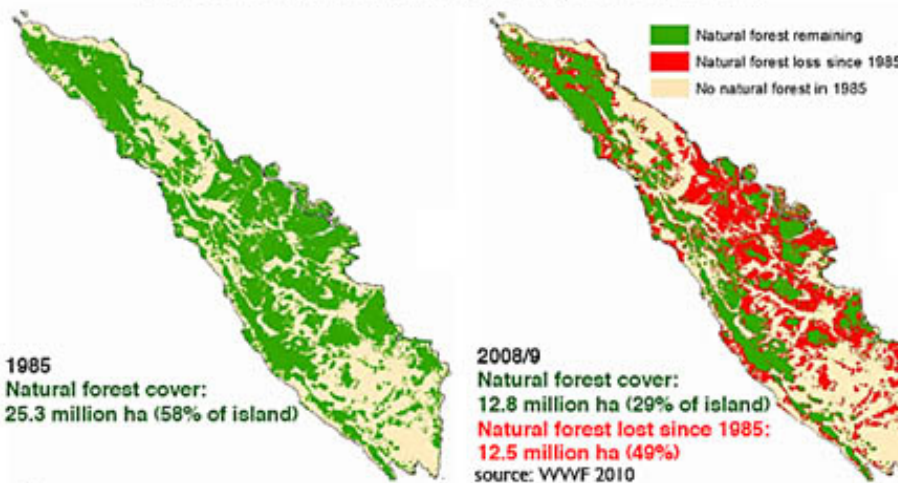 Natural forest remaining
Natural forest loss since 1985
No natural forest in 1985
1985
Natural forest cover:
25.3 million ha (58% of island)
2008/9
Natural forest cover:
12.8 million ha (29% of island)
Natural forest lost since 1985:
12.5 million ha (49%)
source: WWF 2010